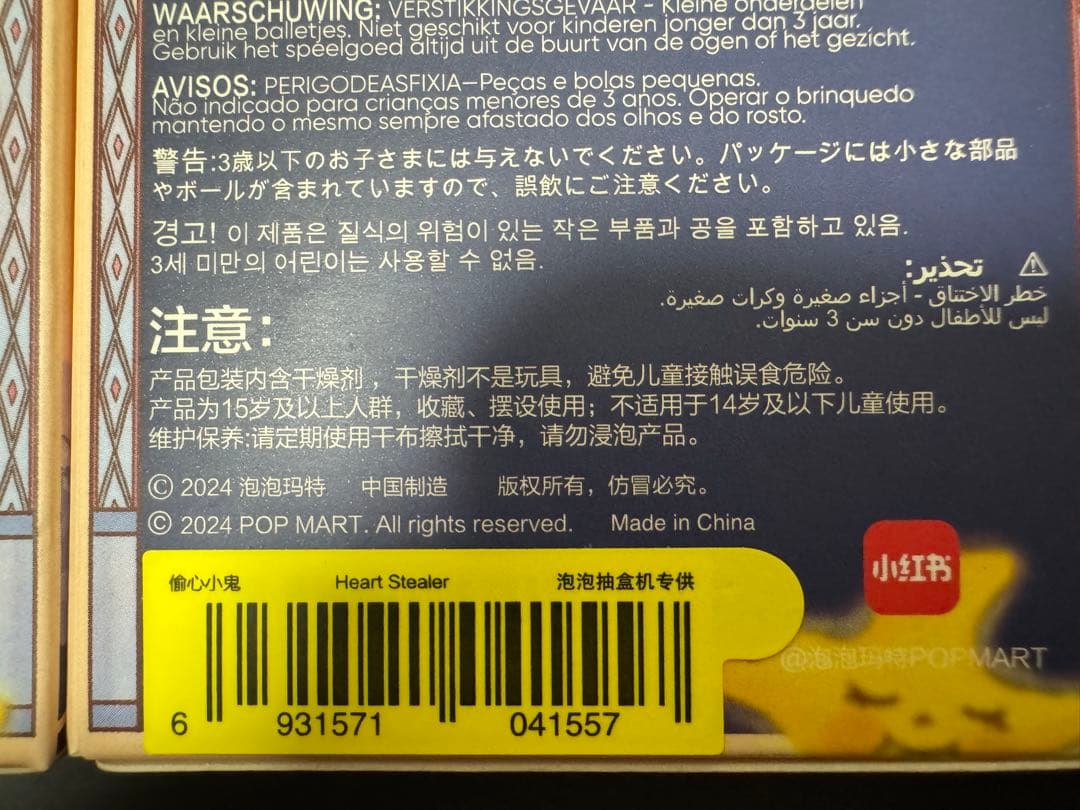 WAARSCHUWING: VERSTIKKINGSGEVAAR - Kleine onderdelen
en kleine balletjes. Niet geschikt voor kinderen jonger dan 3 jaar.
Gebruik het speelgoed altijd uit de buurt van de ogen of het gezicht.
AVISOS: PERIGODEASFIXIA—Peças e bolas pequenas.
Não indicado para crianças menores de 3 anos. Operar o brinquedo
mantendo o mesmo sempre afastado dos olhos e do rosto.
警告:3歳以下のお子さまには与えないでください。パッケージには小さな部品
やボールが含まれていますので、誤飲にご注意ください。
경고! 이 제품은 질식의 위험이 있는 작은 부품과 공을 포함하고 있음.
3세 미만의 어린이는 사용할 수 없음.
⚠ تحذير:
خطر الاختناق - أجزاء صغيرة وكرات صغيرة.
ليس للأطفال دون سن 3 سنوات.
注意:
产品包装内含干燥剂，干燥剂不是玩具，避免儿童接触误食危险。
产品为15岁及以上人群，收藏、摆设使用；不适用于14岁及以下儿童使用。
维护保养:请定期使用干布擦拭干净，请勿浸泡产品。
© 2024 泡泡玛特 中国制造 版权所有，仿冒必究。
© 2024 POP MART. All rights reserved. Made in China
偷心小鬼 Heart Stealer 泡泡抽盒机专供
6 931571 041557
小红书
@泡泡玛特POPMART